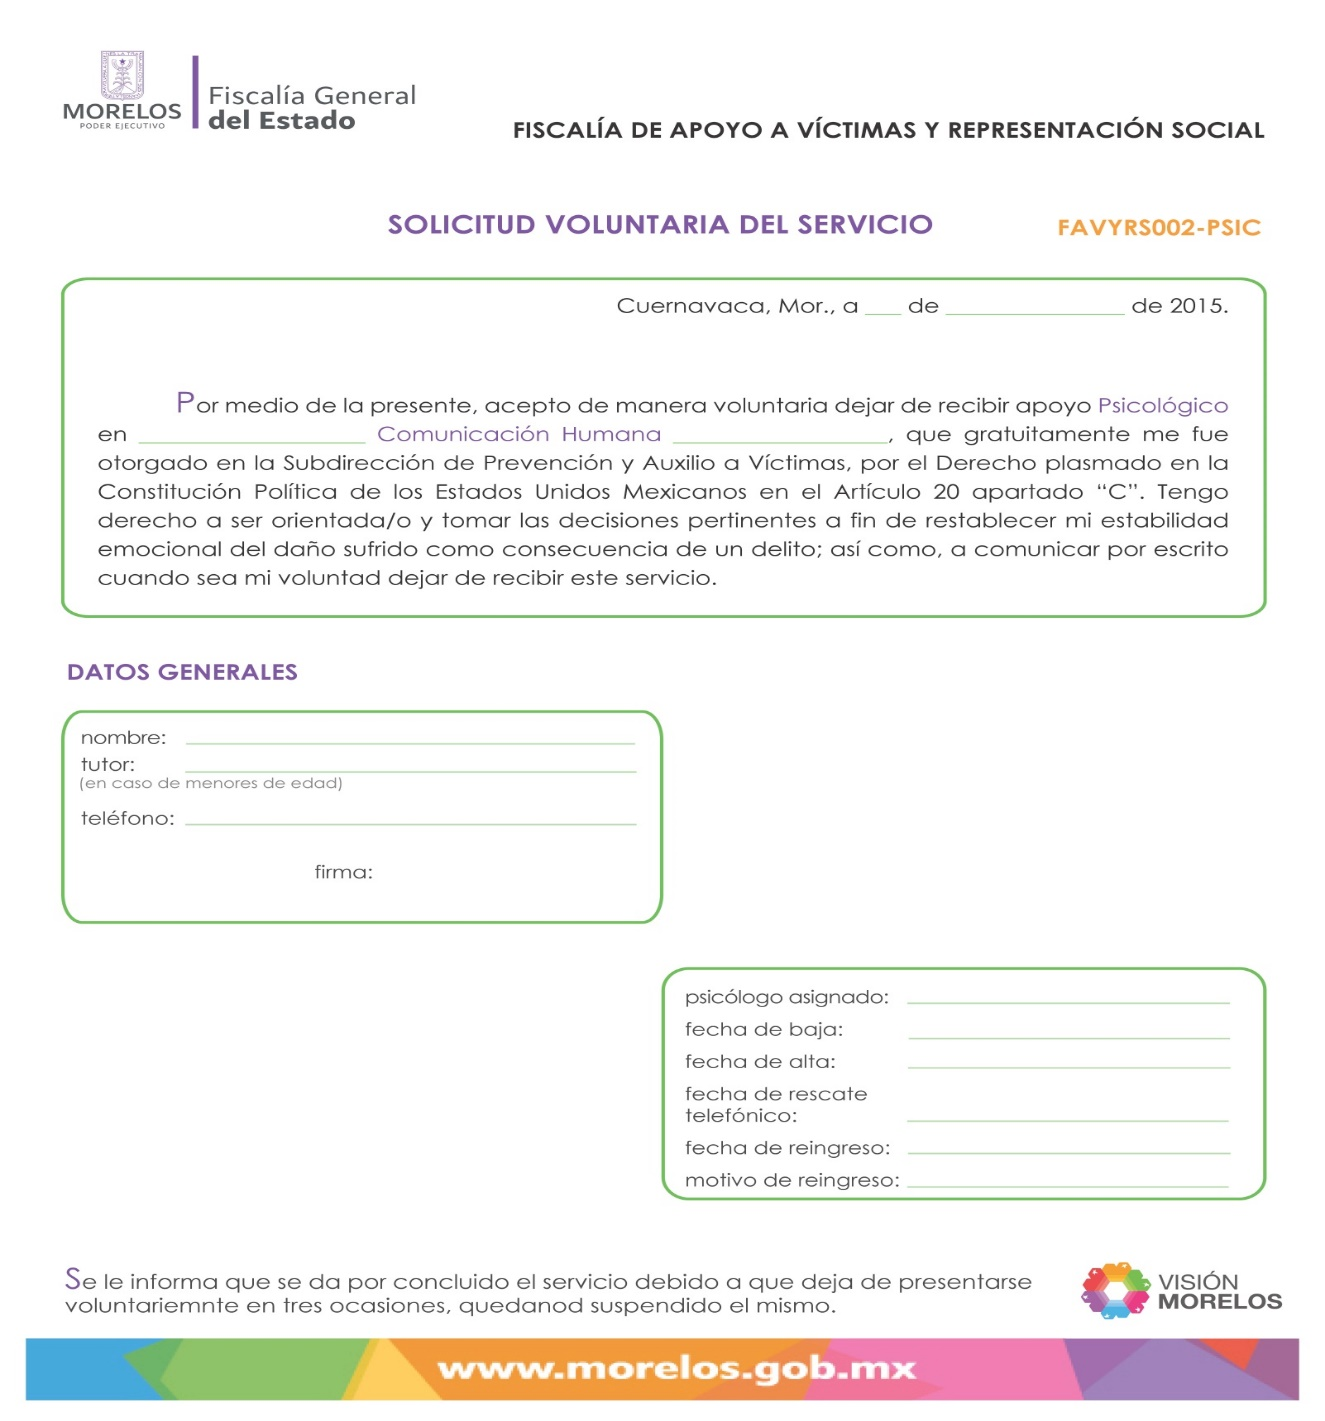 MORELOS
PODER EJECUTIVO
Fiscalía General
del Estado
FISCALÍA DE APOYO A VÍCTIMAS Y REPRESENTACIÓN SOCIAL
SOLICITUD VOLUNTARIA DEL SERVICIO
FAVYRS002-PSIC
Cuernavaca, Mor., a ___ de _______________ de 2015.
Por medio de la presente, acepto de manera voluntaria dejar de recibir apoyo Psicológico
en ___________________ Comunicación Humana __________________, que gratuitamente me fue
otorgado en la Subdirección de Prevención y Auxilio a Víctimas, por el Derecho plasmado en la
Constitución Política de los Estados Unidos Mexicanos en el Artículo 20 apartado “C”. Tengo
derecho a ser orientada/o y tomar las decisiones pertinentes a fin de restablecer mi estabilidad
emocional del daño sufrido como consecuencia de un delito; así como, a comunicar por escrito
cuando sea mi voluntad dejar de recibir este servicio.
DATOS GENERALES
nombre:
tutor:
(en caso de menores de edad)
teléfono:
firma:
psicólogo asignado:
fecha de baja:
fecha de alta:
fecha de rescate
telefónico:
fecha de reingreso:
motivo de reingreso:
Se le informa que se da por concluido el servicio debido a que deja de presentarse
voluntariemnte en tres ocasiones, quedanod suspendido el mismo.
VISIÓN
MORELOS
www.morelos.gob.mx